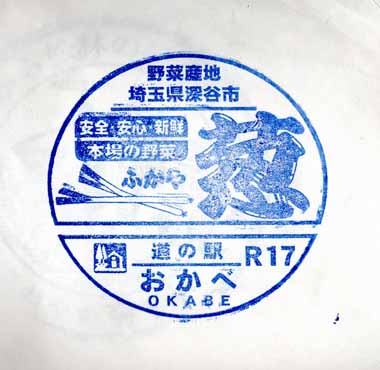 野菜産地
埼玉県深谷市
安全・安心・新鮮
本場の野菜
ふかや
葱
道の駅
R17
おかべ
OKABE